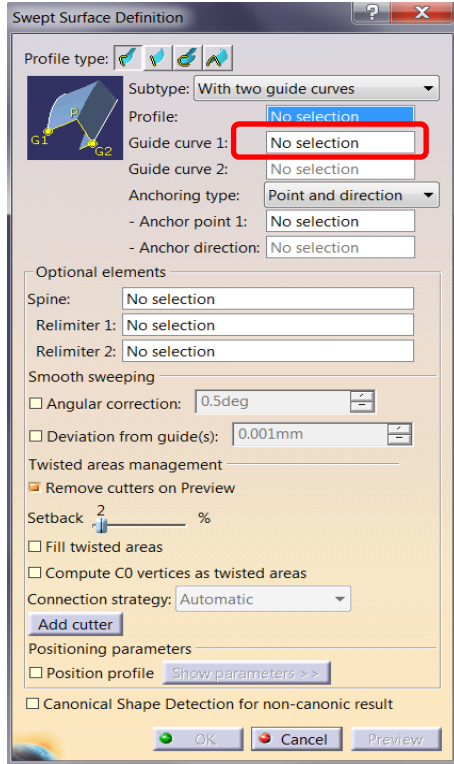 Swept Surface Definition
Profile type:
Subtype: With two guide curves
Profile: No selection
Guide curve 1: No selection
Guide curve 2: No selection
Anchoring type: Point and direction
- Anchor point 1: No selection
- Anchor direction: No selection
P
G1
G2
Optional elements
Spine: No selection
Relimiter 1: No selection
Relimiter 2: No selection
Smooth sweeping
Angular correction: 0.5deg
Deviation from guide(s): 0.001mm
Twisted areas management
Remove cutters on Preview
Setback 2 %
Fill twisted areas
Compute C0 vertices as twisted areas
Connection strategy: Automatic
Add cutter
Positioning parameters
Position profile Show parameters >>
Canonical Shape Detection for non-canonic result
OK Cancel Preview